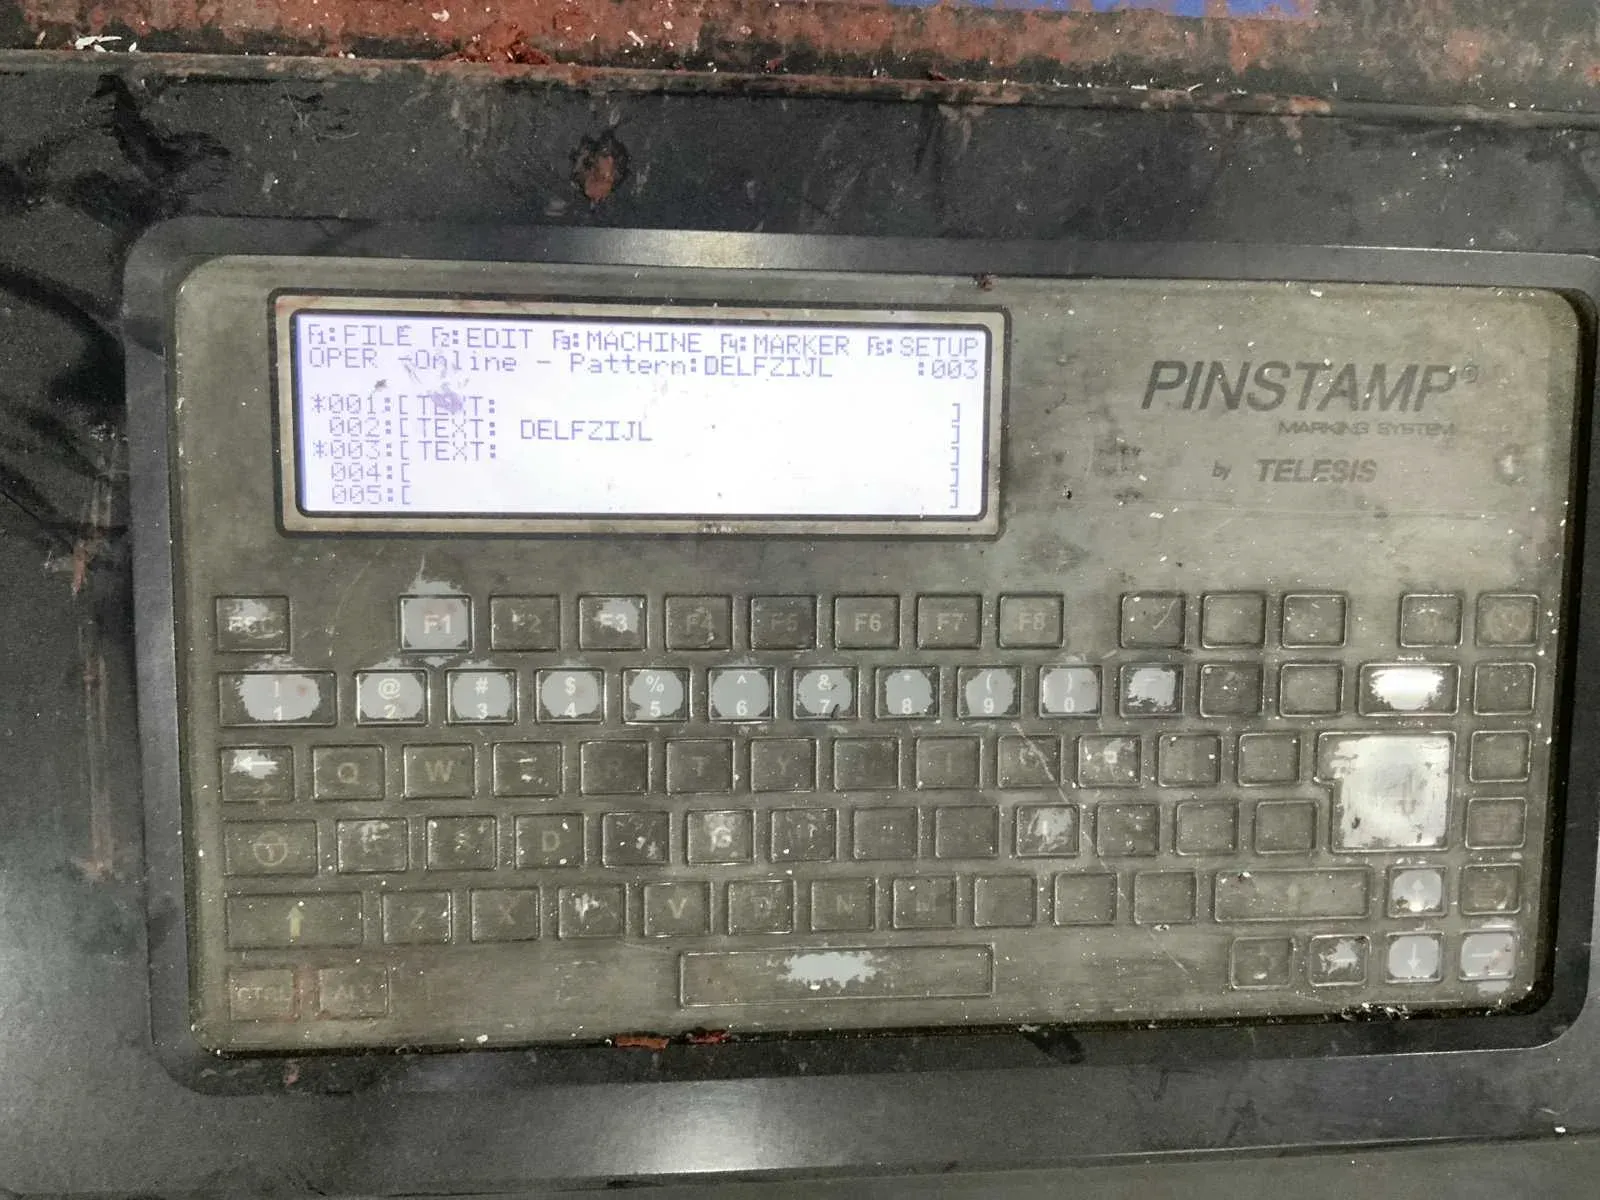 F1:FILE F2:EDIT F3:MACHINE F4:MARKER F5:SETUP
OPER -Online - Pattern:DELFZIJL :003
*001:[TEXT: ]
002:[TEXT: DELFZIJL ]
*003:[TEXT: ]
004:[ ]
005:[ ]
PINSTAMP®
MARKING SYSTEM
by TELESIS
ESC F1 F2 F3 F4 F5 F6 F7 F8
! @ # $ % ^ & * ( )
1 2 3 4 5 6 7 8 9 0
Q W R T Y I
S D G L
Z X V B N M
CTRL ALT